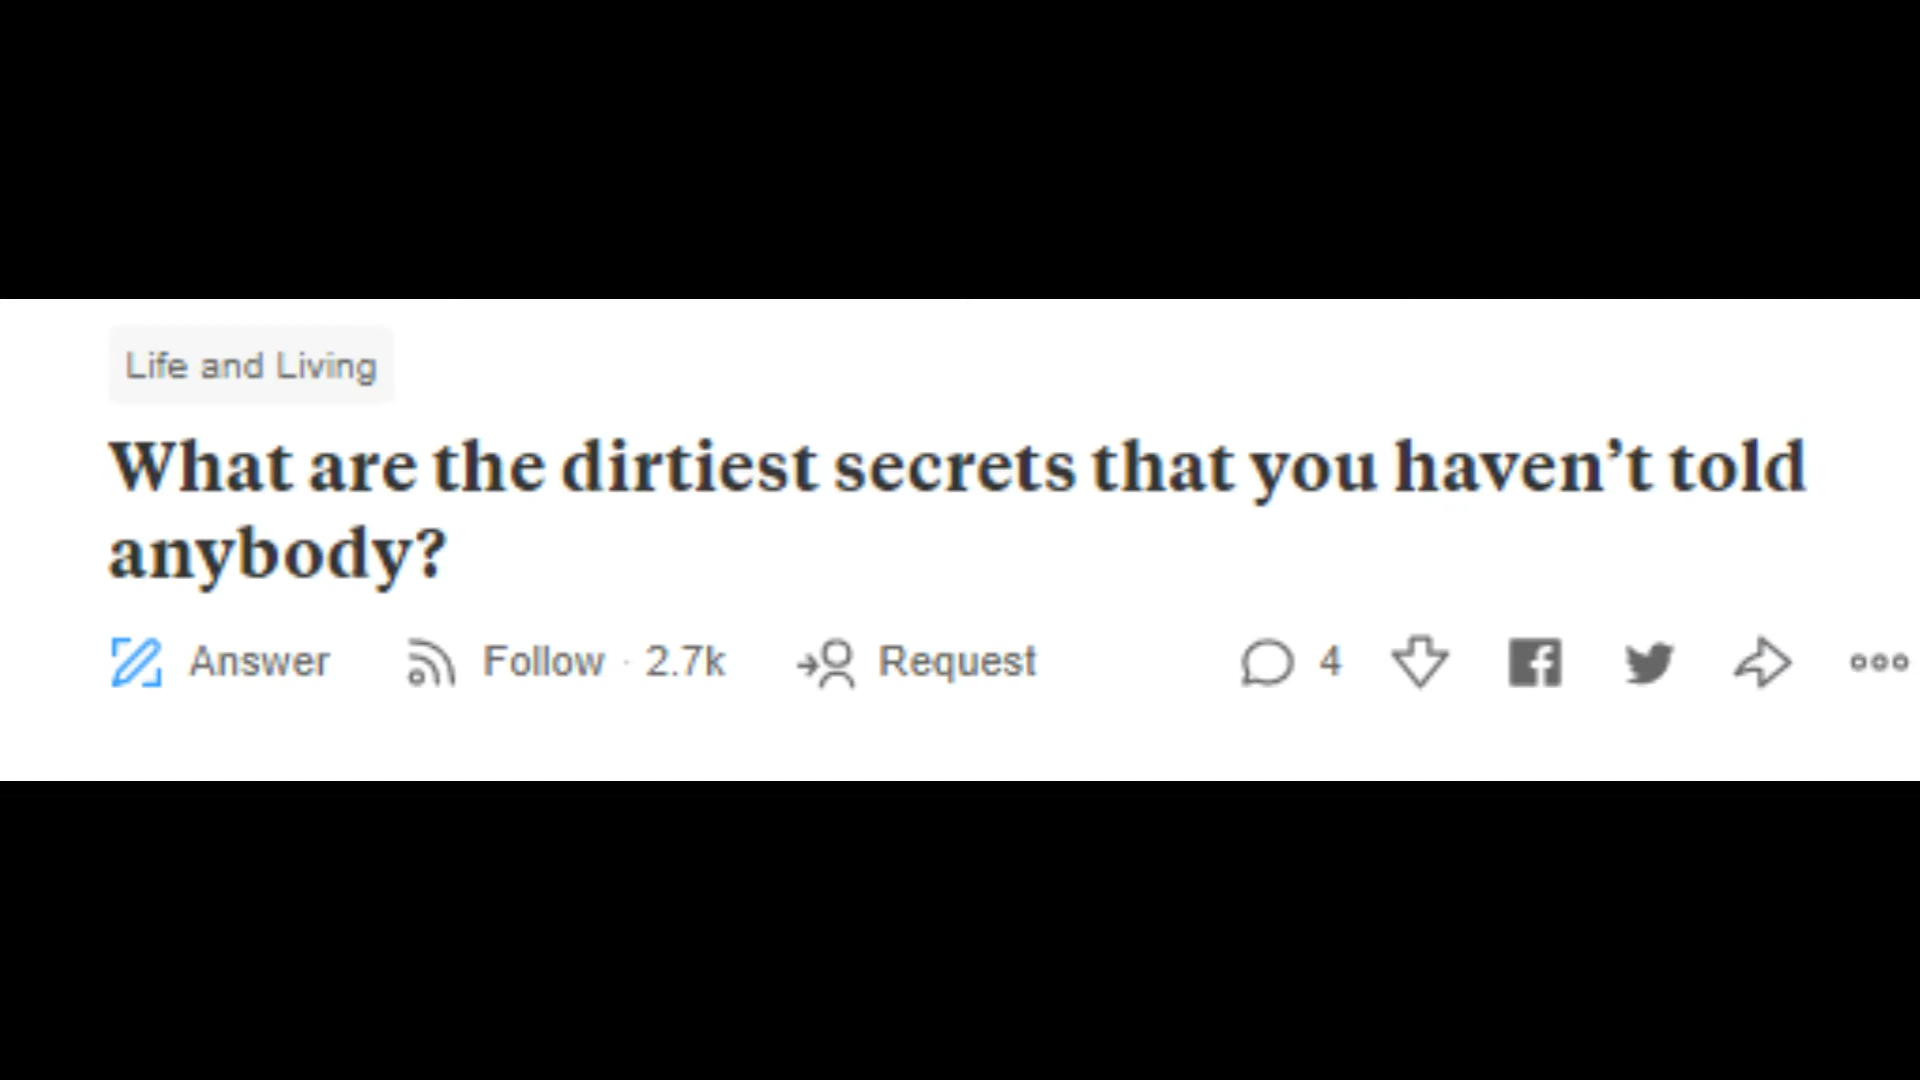 Life and Living
What are the dirtiest secrets that you haven’t told
anybody?
Answer Follow · 2.7k Request 4